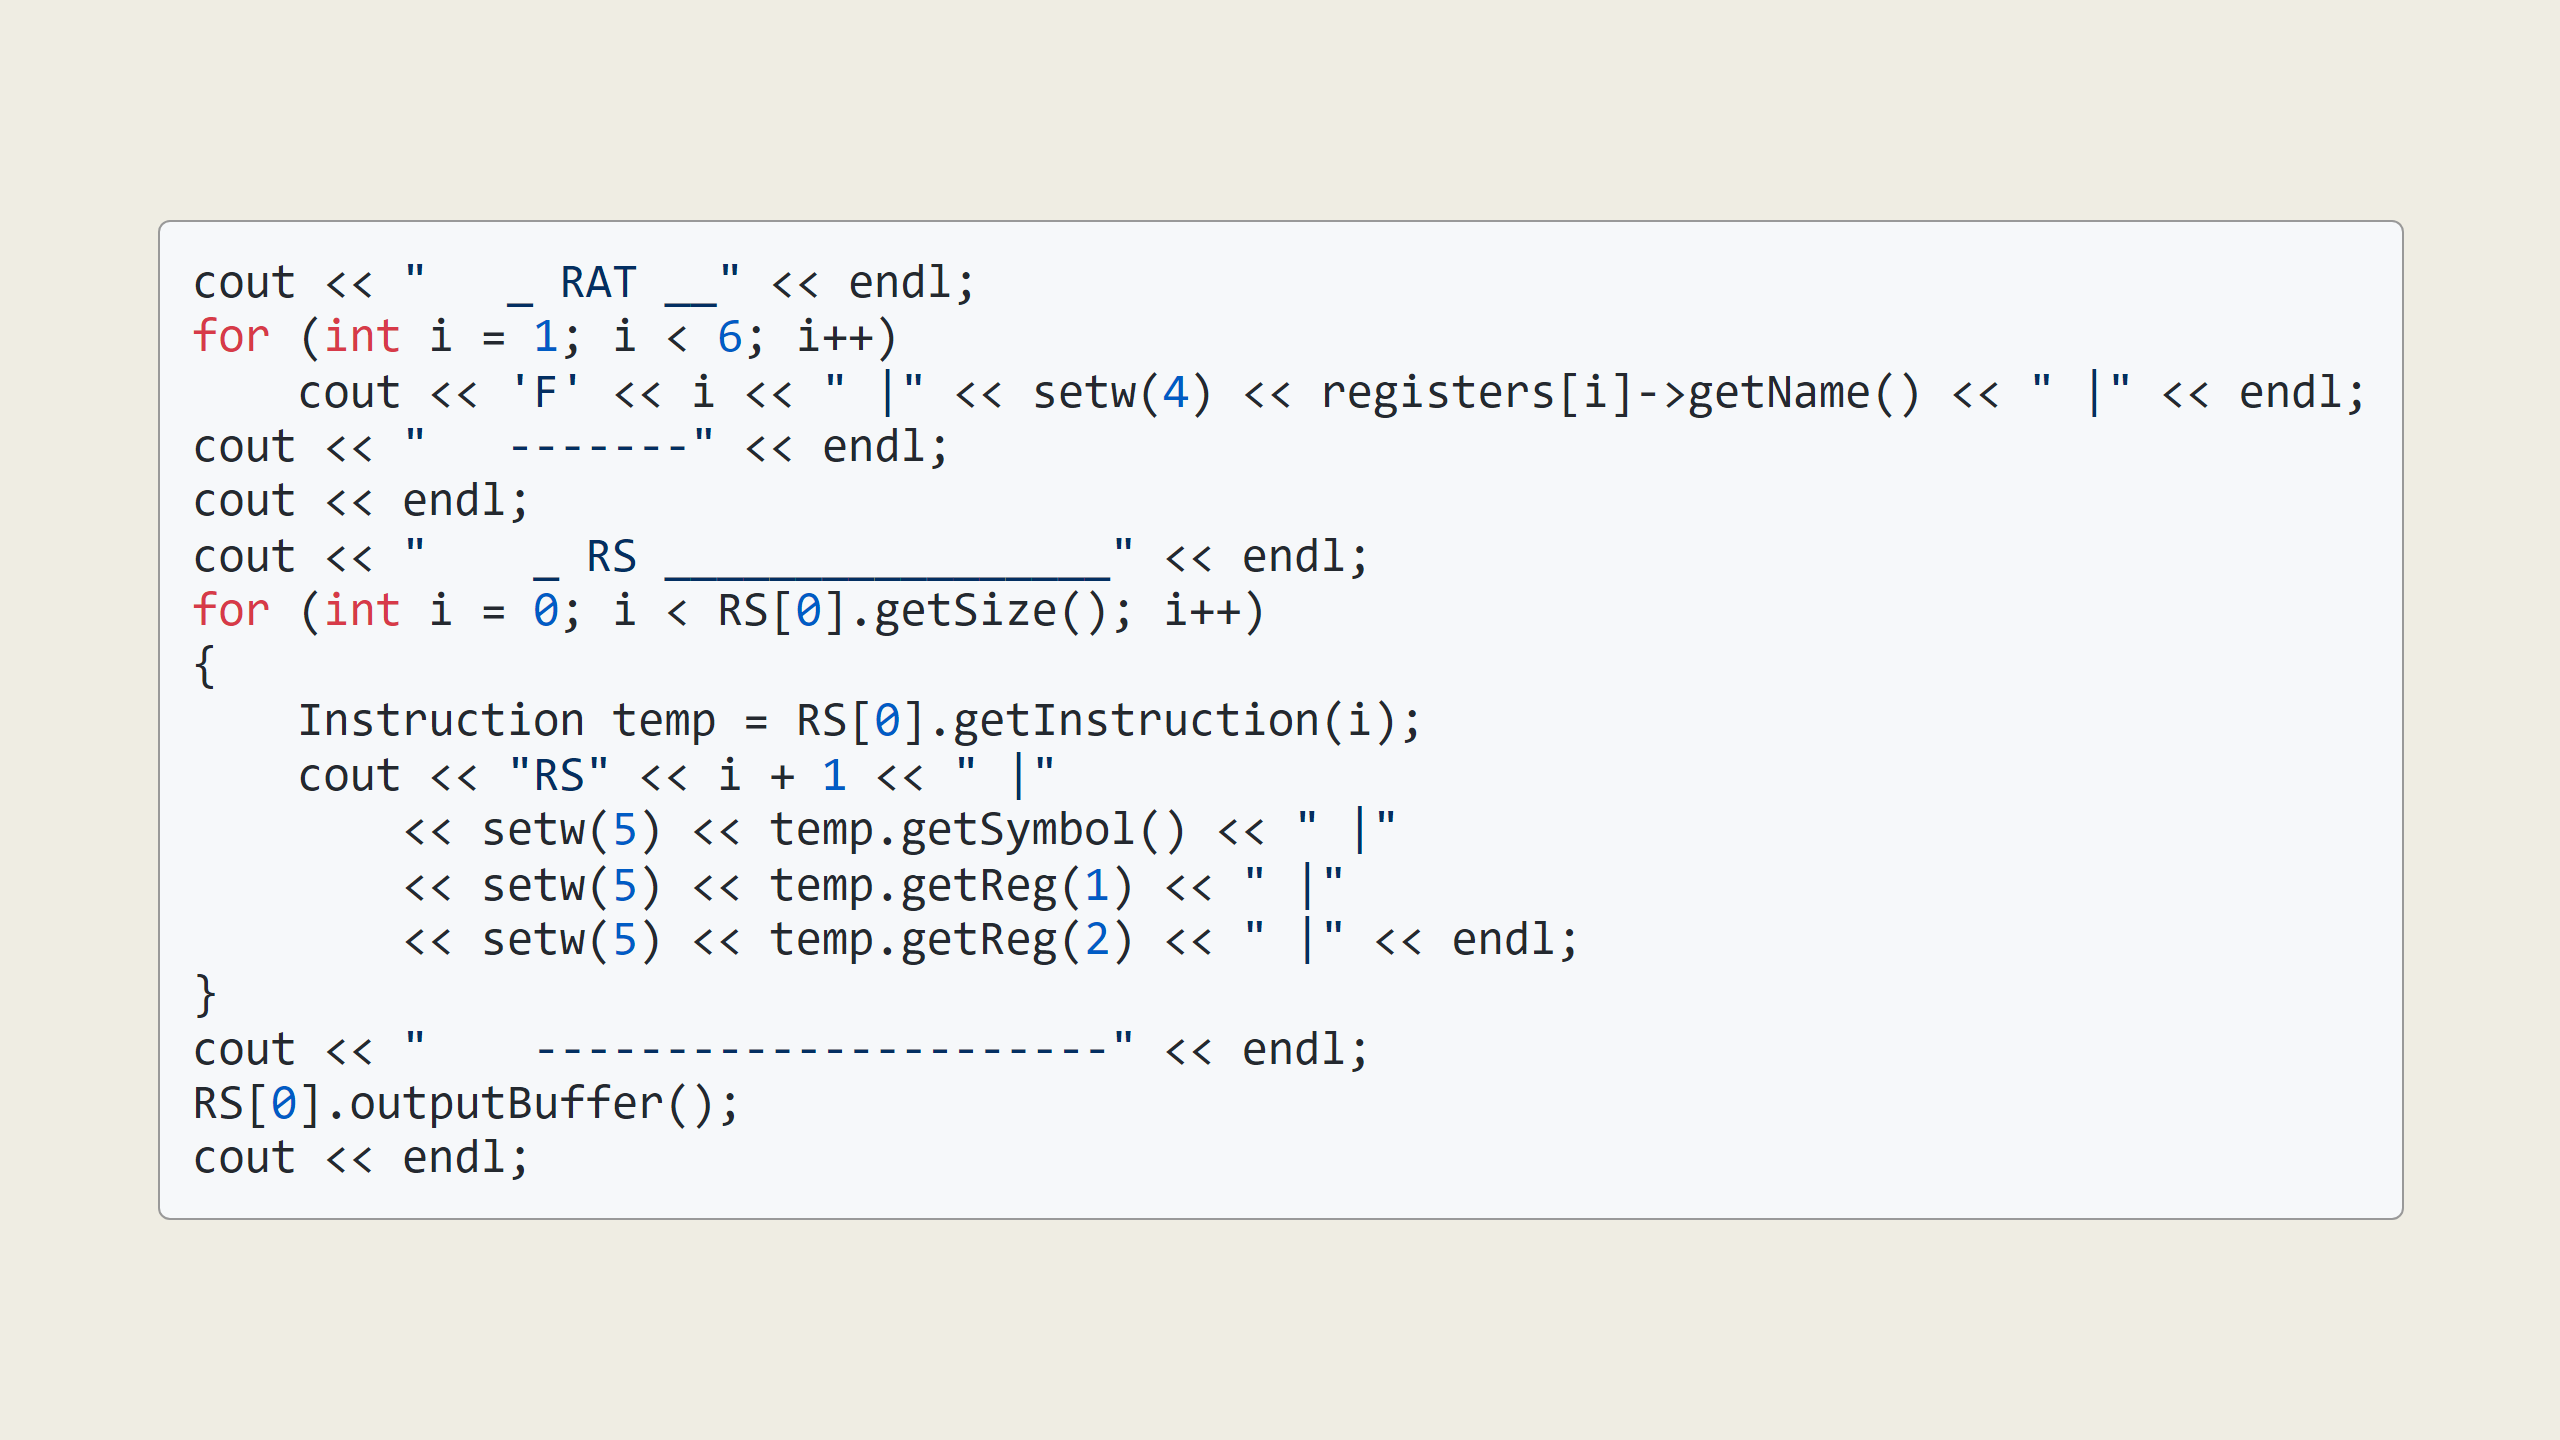 cout << "   _ RAT __" << endl;
for (int i = 1; i < 6; i++)
    cout << 'F' << i << " |" << setw(4) << registers[i]->getName() << " |" << endl;
cout << "   -------" << endl;
cout << endl;
cout << "    _ RS _________________" << endl;
for (int i = 0; i < RS[0].getSize(); i++)
{
    Instruction temp = RS[0].getInstruction(i);
    cout << "RS" << i + 1 << " |"
        << setw(5) << temp.getSymbol() << " |"
        << setw(5) << temp.getReg(1) << " |"
        << setw(5) << temp.getReg(2) << " |" << endl;
}
cout << "    ----------------------" << endl;
RS[0].outputBuffer();
cout << endl;